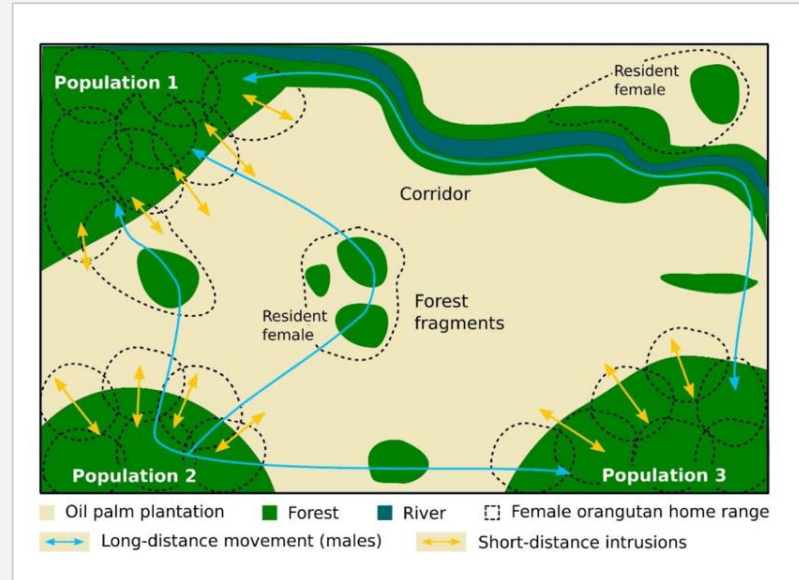 Population 1
Resident
female
Corridor
Resident
female
Forest
fragments
Population 2
Population 3
Oil palm plantation
Forest
River
Female orangutan home range
Long-distance movement (males)
Short-distance intrusions